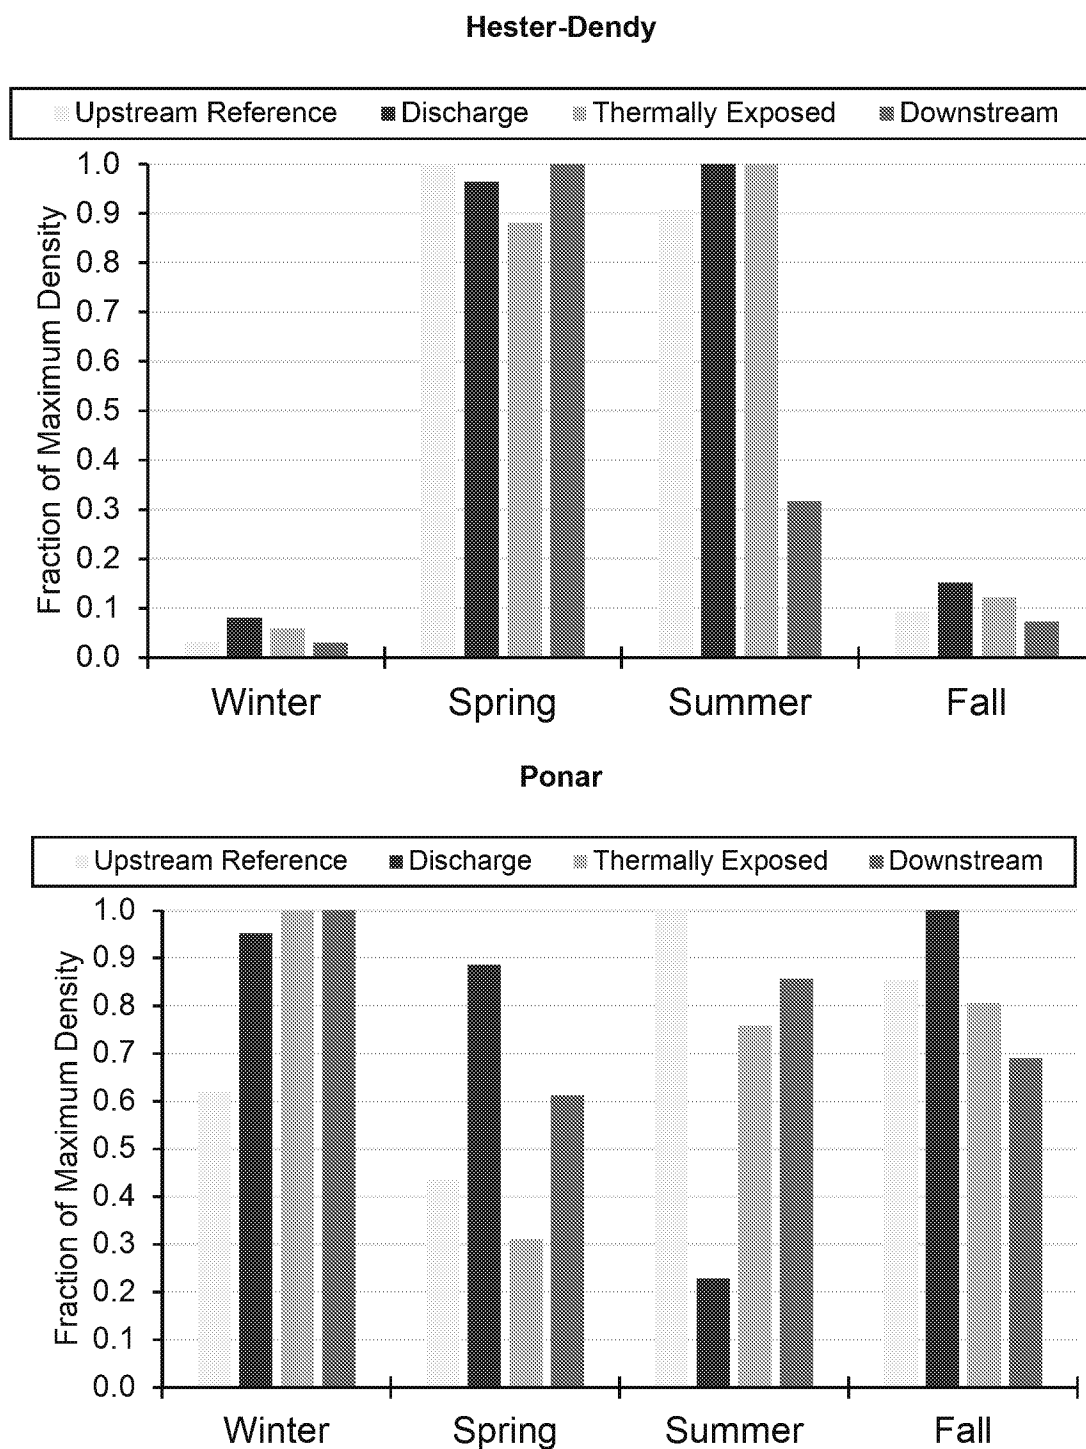 Hester-Dendy
Upstream Reference Discharge Thermally Exposed Downstream
Fraction of Maximum Density
1.0
0.9
0.8
0.7
0.6
0.5
0.4
0.3
0.2
0.1
0.0
Winter Spring Summer Fall
Ponar
Upstream Reference Discharge Thermally Exposed Downstream
Fraction of Maximum Density
1.0
0.9
0.8
0.7
0.6
0.5
0.4
0.3
0.2
0.1
0.0
Winter Spring Summer Fall